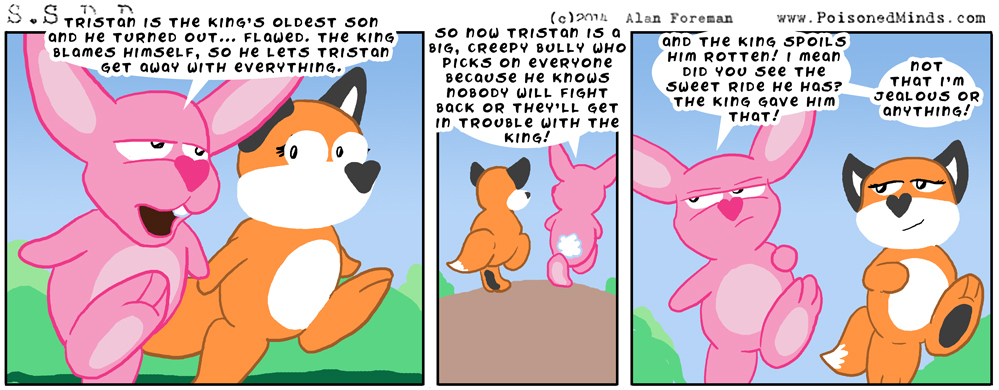 S.S.D.D.
(c)2014 Alan Foreman
www.PoisonedMinds.com
TRISTAN IS THE KING'S OLDEST SON
AND HE TURNED OUT... FLAWED. THE KING
BLAMES HIMSELF, SO HE LETS TRISTAN
GET AWAY WITH EVERYTHING.
SO NOW TRISTAN IS A
BIG, CREEPY BULLY WHO
PICKS ON EVERYONE
BECAUSE HE KNOWS
NOBODY WILL FIGHT
BACK OR THEY'LL GET
IN TROUBLE WITH THE
KING!
AND THE KING SPOILS
HIM ROTTEN! I MEAN
DID YOU SEE THE
SWEET RIDE HE HAS?
THE KING GAVE HIM
THAT!
NOT
THAT I'M
JEALOUS OR
ANYTHING!